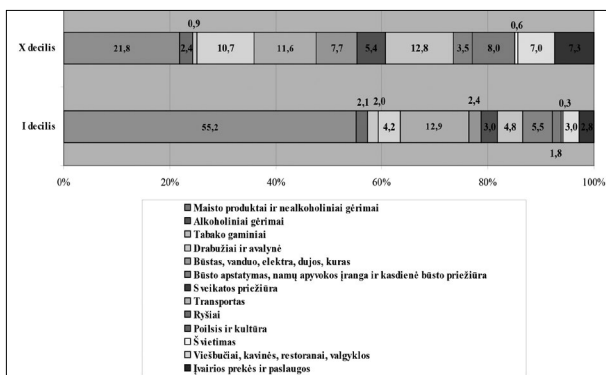 0,9 0,6
X decilis 21,8 2,4 10,7 11,6 7,7 5,4 12,8 3,5 8,0 7,0 7,3
2,1 2,0 2,4 0,3
I decilis 55,2 4,2 12,9 3,0 4,8 5,5 3,0 2,8
1,8
0% 20% 40% 60% 80% 100%
Maisto produktai ir nealkoholiniai gėrimai
Alkoholiniai gėrimai
Tabako gaminiai
Drabužiai ir avalynė
Būstas, vanduo, elektra, dujos, kuras
Būsto apstatymas, namų apyvokos įranga ir kasdienė būsto priežiūra
Sveikatos priežiūra
Transportas
Ryšiai
Poilsis ir kultūra
Švietimas
Viešbučiai, kavinės, restoranai, valgyklos
Įvairios prekės ir paslaugos